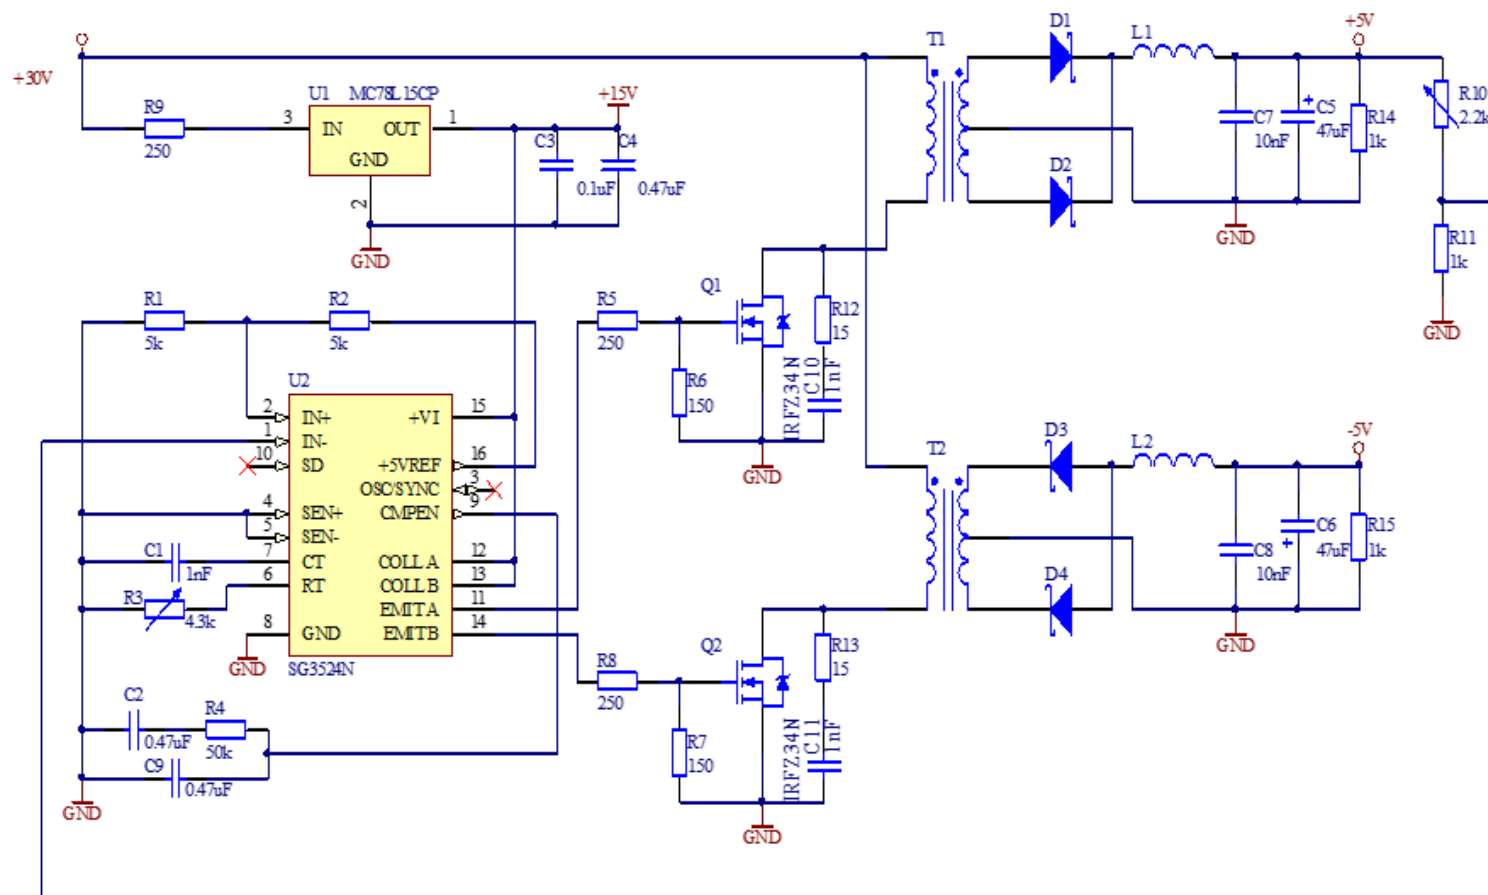 +30V
R9
250
U1
MC78L15CP
3
IN
OUT
1
GND
2
GND
+15V
C3
0.1uF
C4
0.47uF
T1
D1
D2
L1
+5V
C7
10nF
C5
47uF
R14
1k
GND
R10
2.2k
R11
1k
GND
R1
5k
R2
5k
U2
2
IN+
1
IN-
10
SD
4
SEN+
5
SEN-
7
CT
6
RT
8
GND
+VI
15
+5VREF
16
OSC/SYNC
3
CMPEN
9
COLL A
12
COLL B
13
EMITA
11
EMITB
14
SG3524N
C1
1nF
R3
4.3k
GND
C2
0.47uF
R4
50k
C9
0.47uF
GND
R5
250
R6
150
Q1
IRFZ34N
R12
15
C10
1nF
GND
R8
250
R7
150
Q2
IRFZ34N
R13
15
C11
1nF
GND
T2
D3
D4
L2
-5V
C8
10nF
C6
47uF
R15
1k
GND